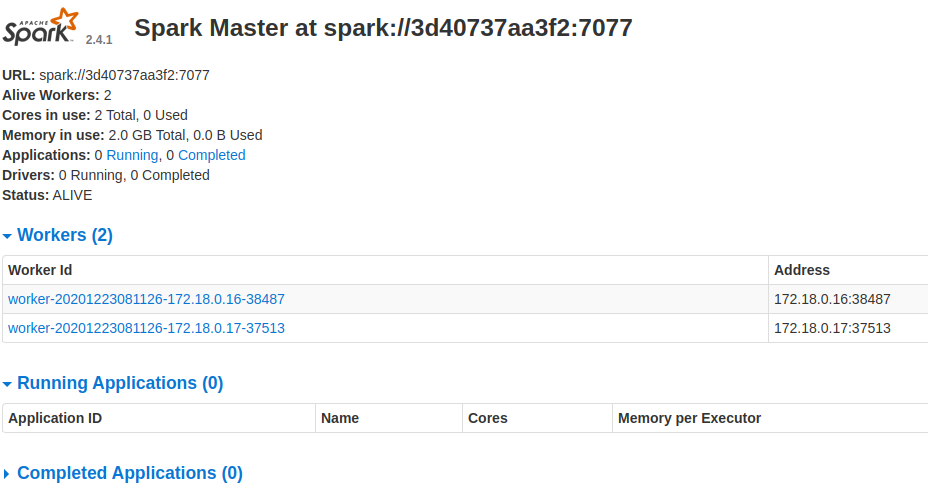 APACHE
Spark 2.4.1 Spark Master at spark://3d40737aa3f2:7077
URL: spark://3d40737aa3f2:7077
Alive Workers: 2
Cores in use: 2 Total, 0 Used
Memory in use: 2.0 GB Total, 0.0 B Used
Applications: 0 Running, 0 Completed
Drivers: 0 Running, 0 Completed
Status: ALIVE
Workers (2)
Worker Id Address
worker-20201223081126-172.18.0.16-38487 172.18.0.16:38487
worker-20201223081126-172.18.0.17-37513 172.18.0.17:37513
Running Applications (0)
Application ID Name Cores Memory per Executor
Completed Applications (0)